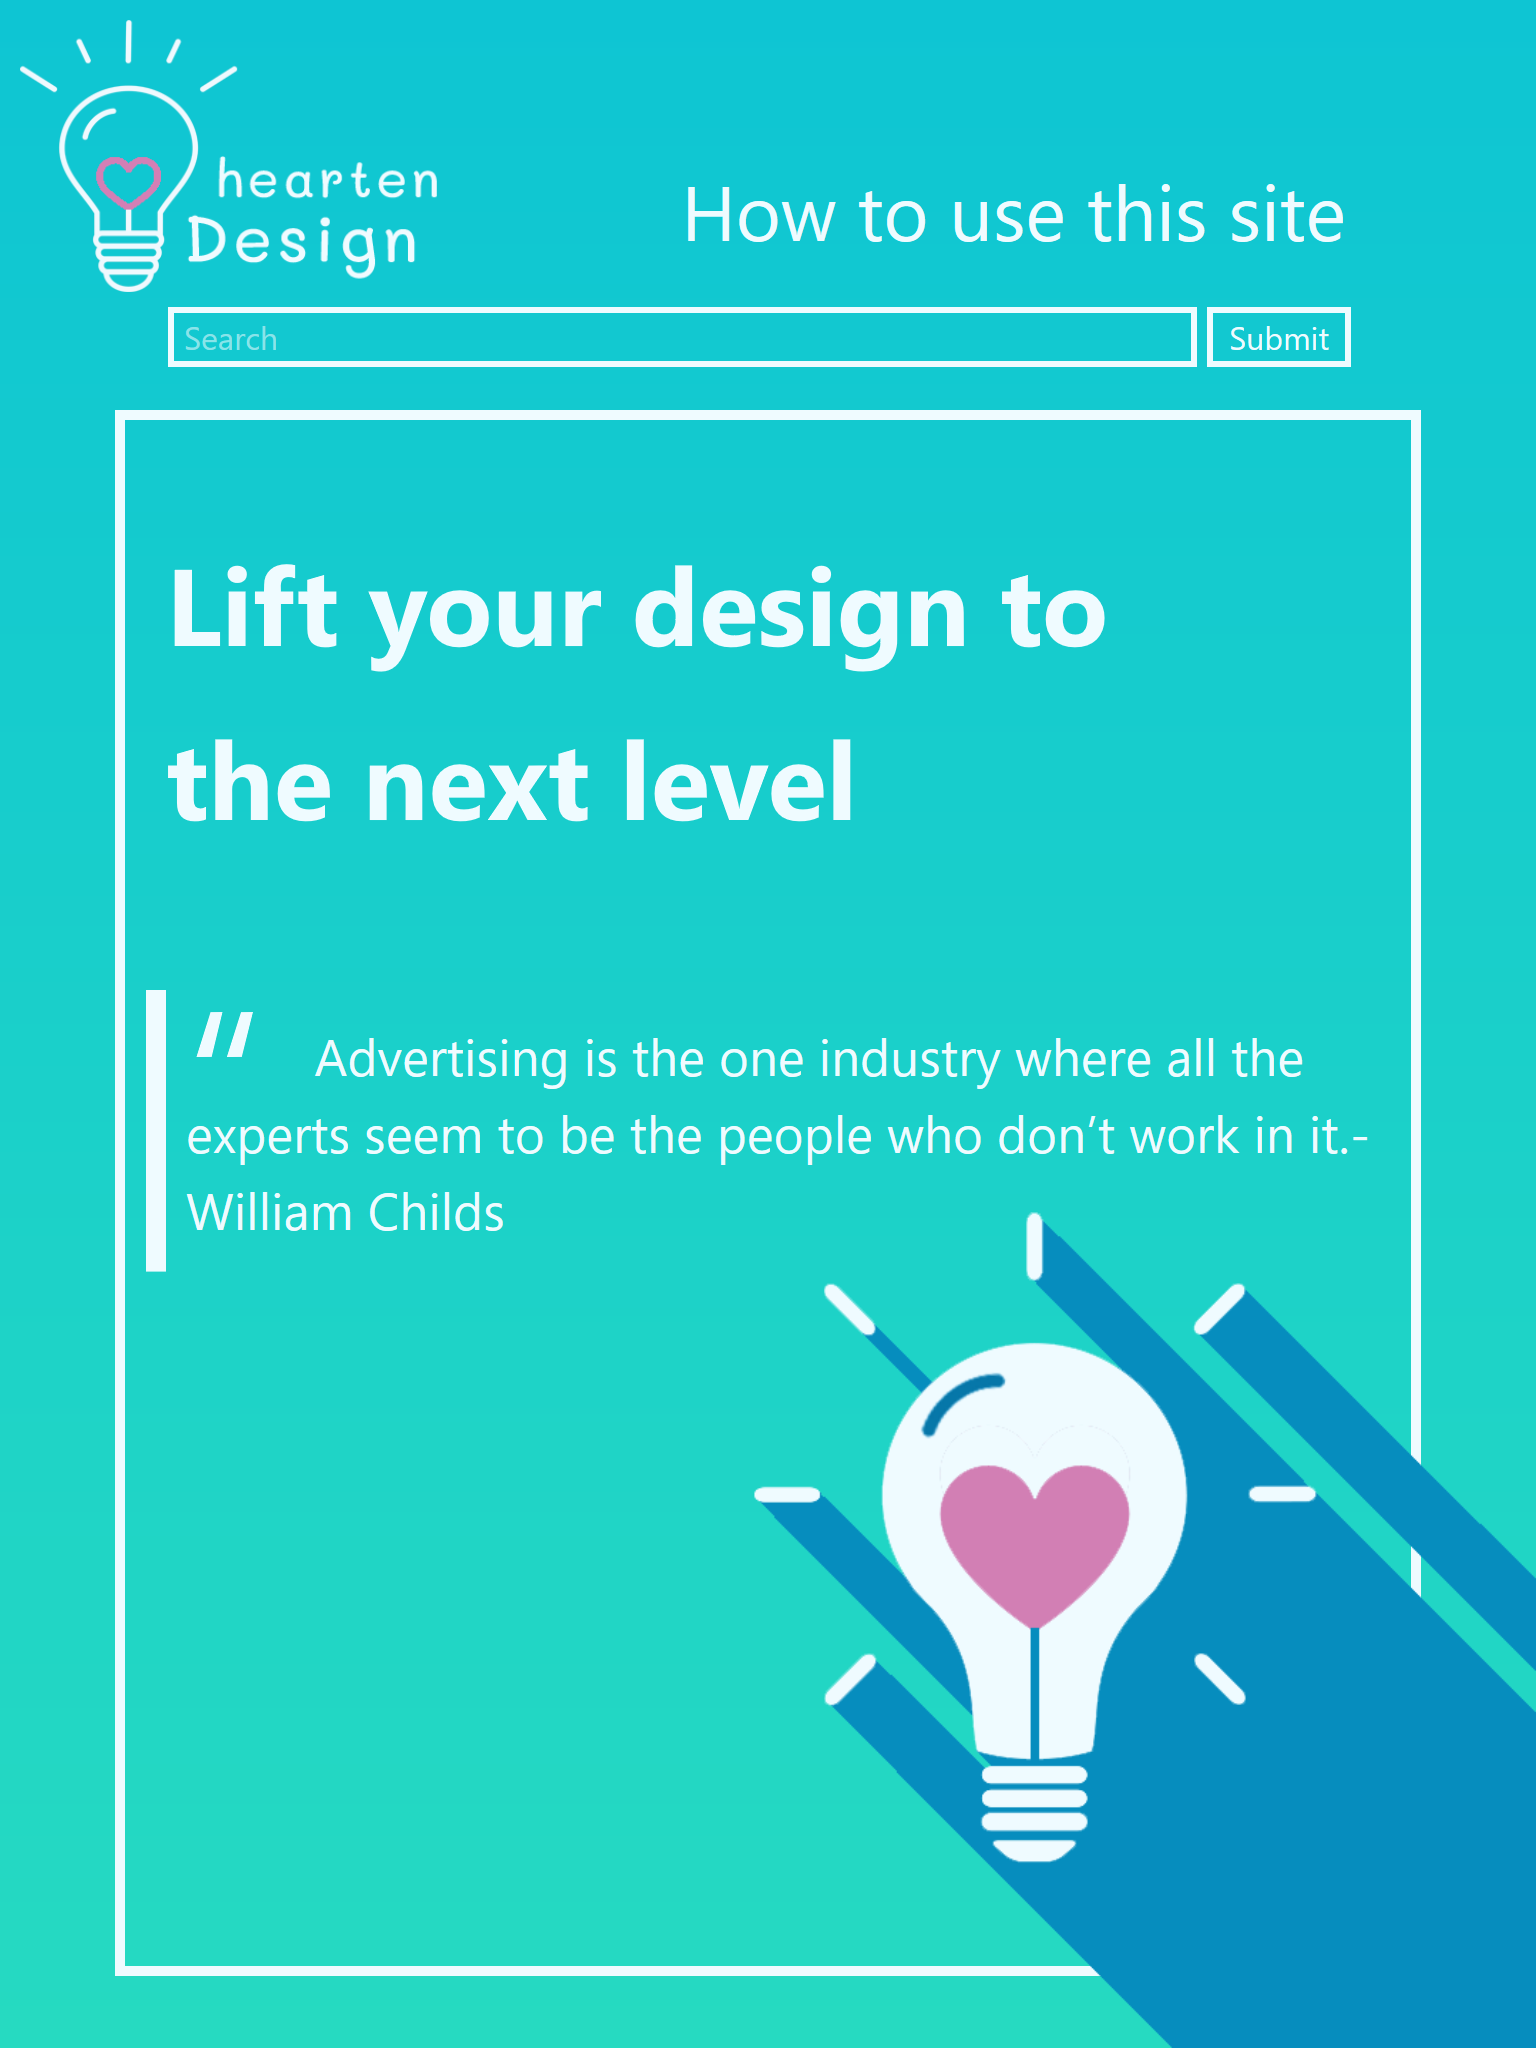 hearten
Design
How to use this site
Search
Submit
Lift your design to
the next level
“ Advertising is the one industry where all the
experts seem to be the people who don’t work in it.-
William Childs